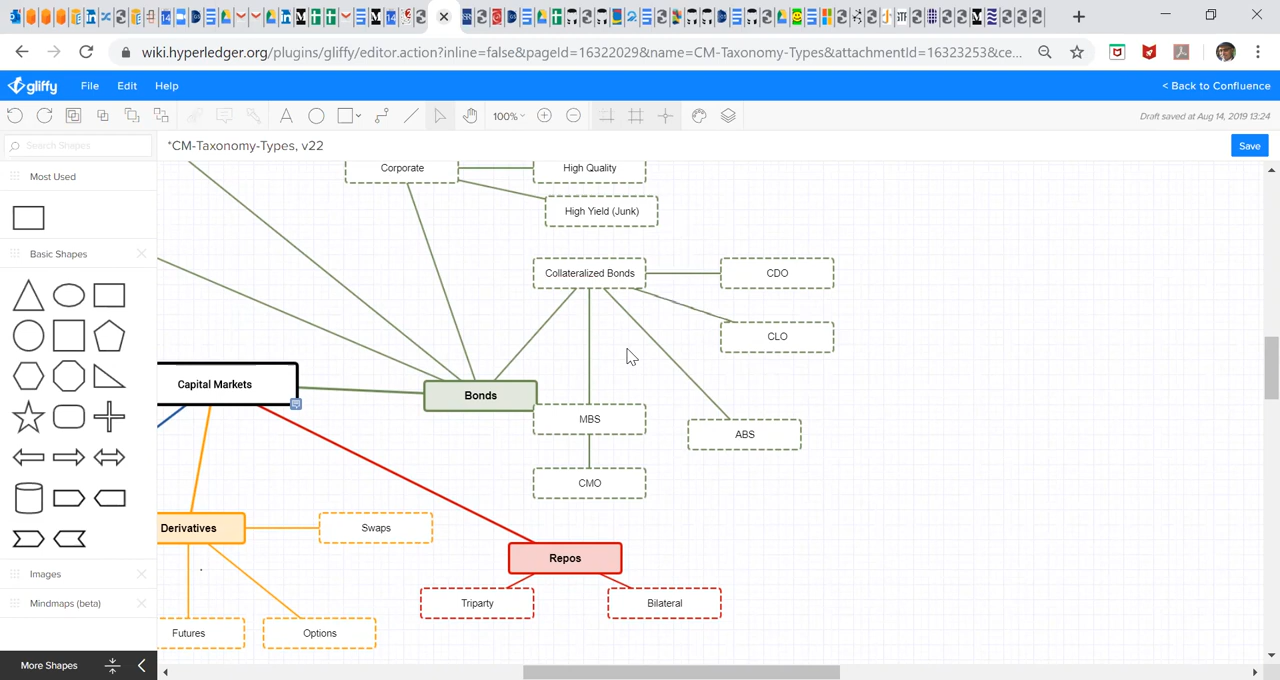 wiki.hyperledger.org/plugins/gliffy/editor.action?inline=false&pageId=16322029&name=CM-Taxonomy-Types&attachmentId=16323253&ce...
gliffy
File
Edit
Help
< Back to Confluence
100%
Draft saved at Aug 14, 2019 13:24
Search Shapes
*CM-Taxonomy-Types, v22
Save
Most Used
Basic Shapes
Images
Mindmaps (beta)
More Shapes
Corporate
High Quality
High Yield (Junk)
Collateralized Bonds
CDO
CLO
Capital Markets
Bonds
MBS
ABS
CMO
Derivatives
Swaps
Repos
Triparty
Bilateral
Futures
Options